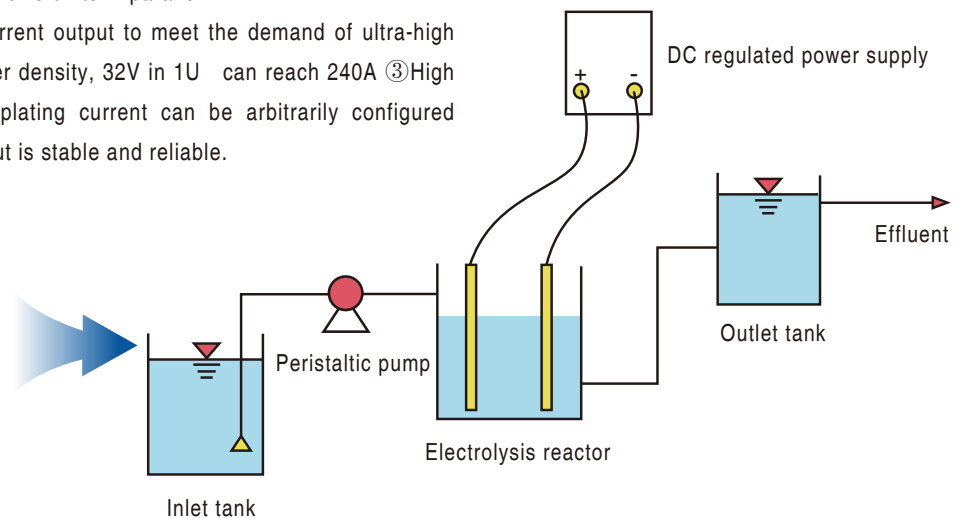 rrent output to meet the demand of ultra-high
er density, 32V in 1U can reach 240A ③High
plating current can be arbitrarily configured
ut is stable and reliable.
+ -
DC regulated power supply
Effluent
Outlet tank
Peristaltic pump
Electrolysis reactor
Inlet tank